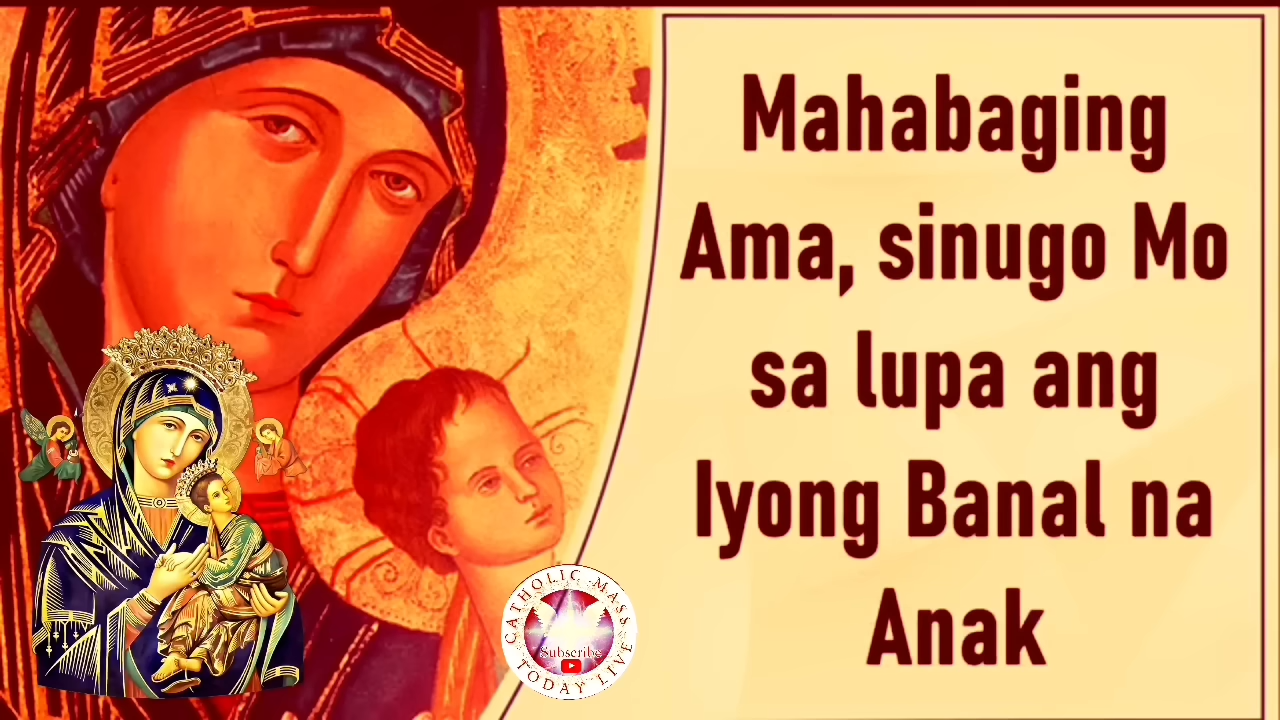 Mahabaging
Ama, sinugo Mo
sa lupa ang
Iyong Banal na
Anak
CATHOLIC MASS
Subscribe
TODAY LIVE